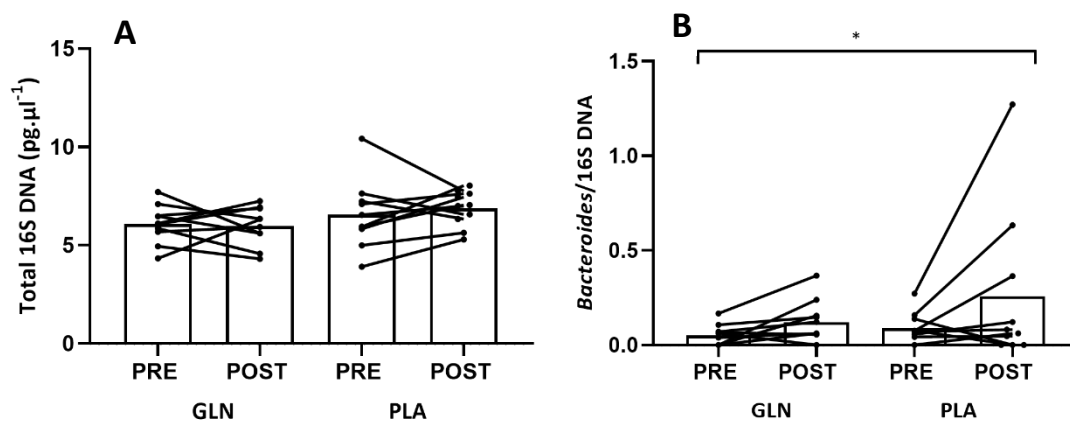 A
Total 16S DNA (pg.µl⁻¹)
15
10
5
0
PRE POST PRE POST
GLN PLA
B
*
Bacteroides/16S DNA
1.5
1.0
0.5
0.0
PRE POST PRE POST
GLN PLA